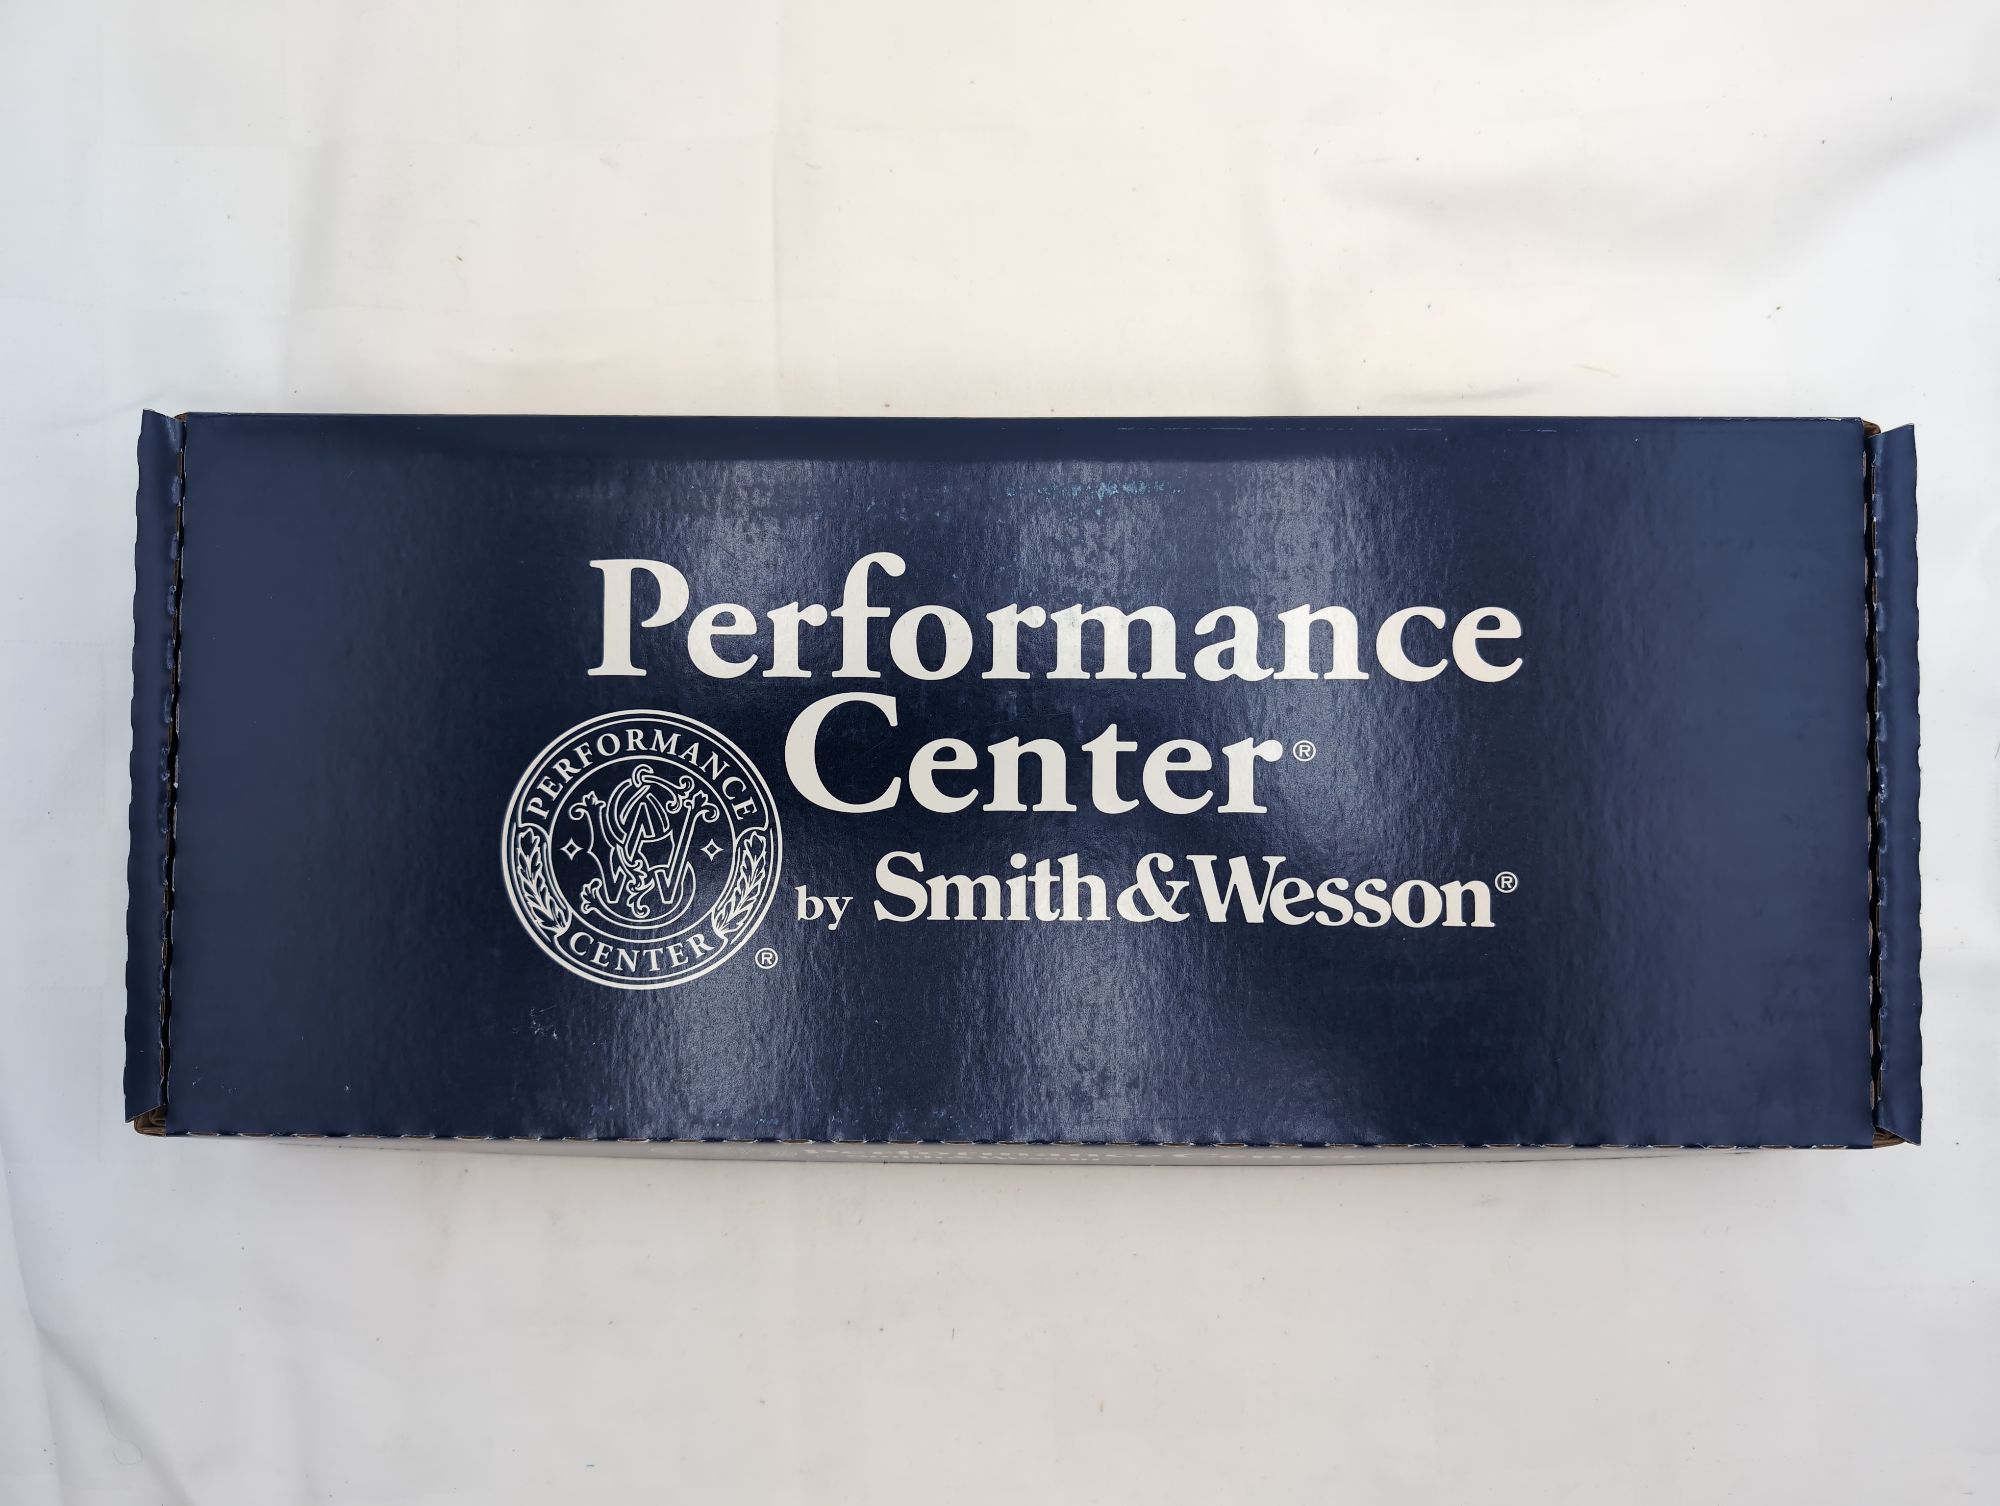 Performance
Center®
by Smith&Wesson®
PERFORMANCE
CENTER
®